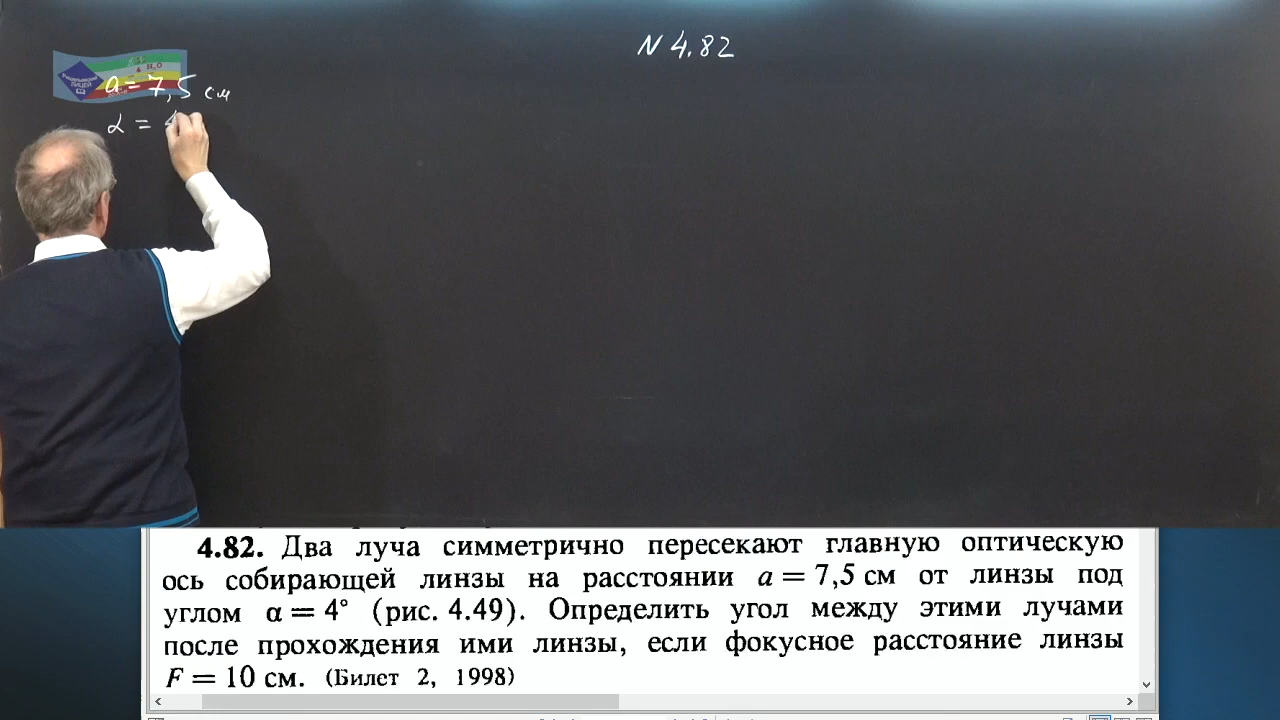 N 4.82
a = 7,5 см
α = 4
4.82. Два луча симметрично пересекают главную оптическую
ось собирающей линзы на расстоянии a = 7,5 см от линзы под
углом α = 4° (рис. 4.49). Определить угол между этими лучами
после прохождения ими линзы, если фокусное расстояние линзы
F = 10 см. (Билет 2, 1998)